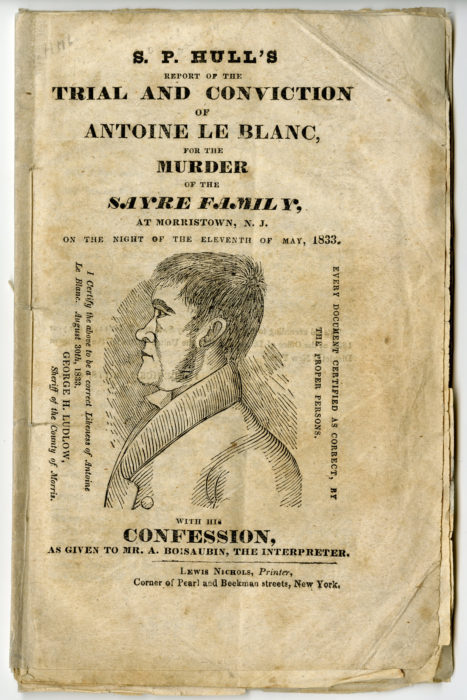 S. P. HULL'S
REPORT OF THE
TRIAL AND CONVICTION
OF
ANTOINE LE BLANC,
FOR THE
MURDER
OF THE
SAYRE FAMILY,
AT MORRISTOWN, N. J.
ON THE NIGHT OF THE ELEVENTH OF MAY, 1833.
I Certify the above to be a correct Likeness of Antoine
Le Blanc. August 30th, 1833.
GEORGE H. LUDLOW,
Sheriff of the County of Morris.
EVERY DOCUMENT CERTIFIED AS CORRECT, BY
THE PROPER PERSONS.
WITH HIS
CONFESSION,
AS GIVEN TO MR. A. BOISAUBIN, THE INTERPRETER.
LEWIS NICHOLS, Printer,
Corner of Pearl and Beekman streets, New York.